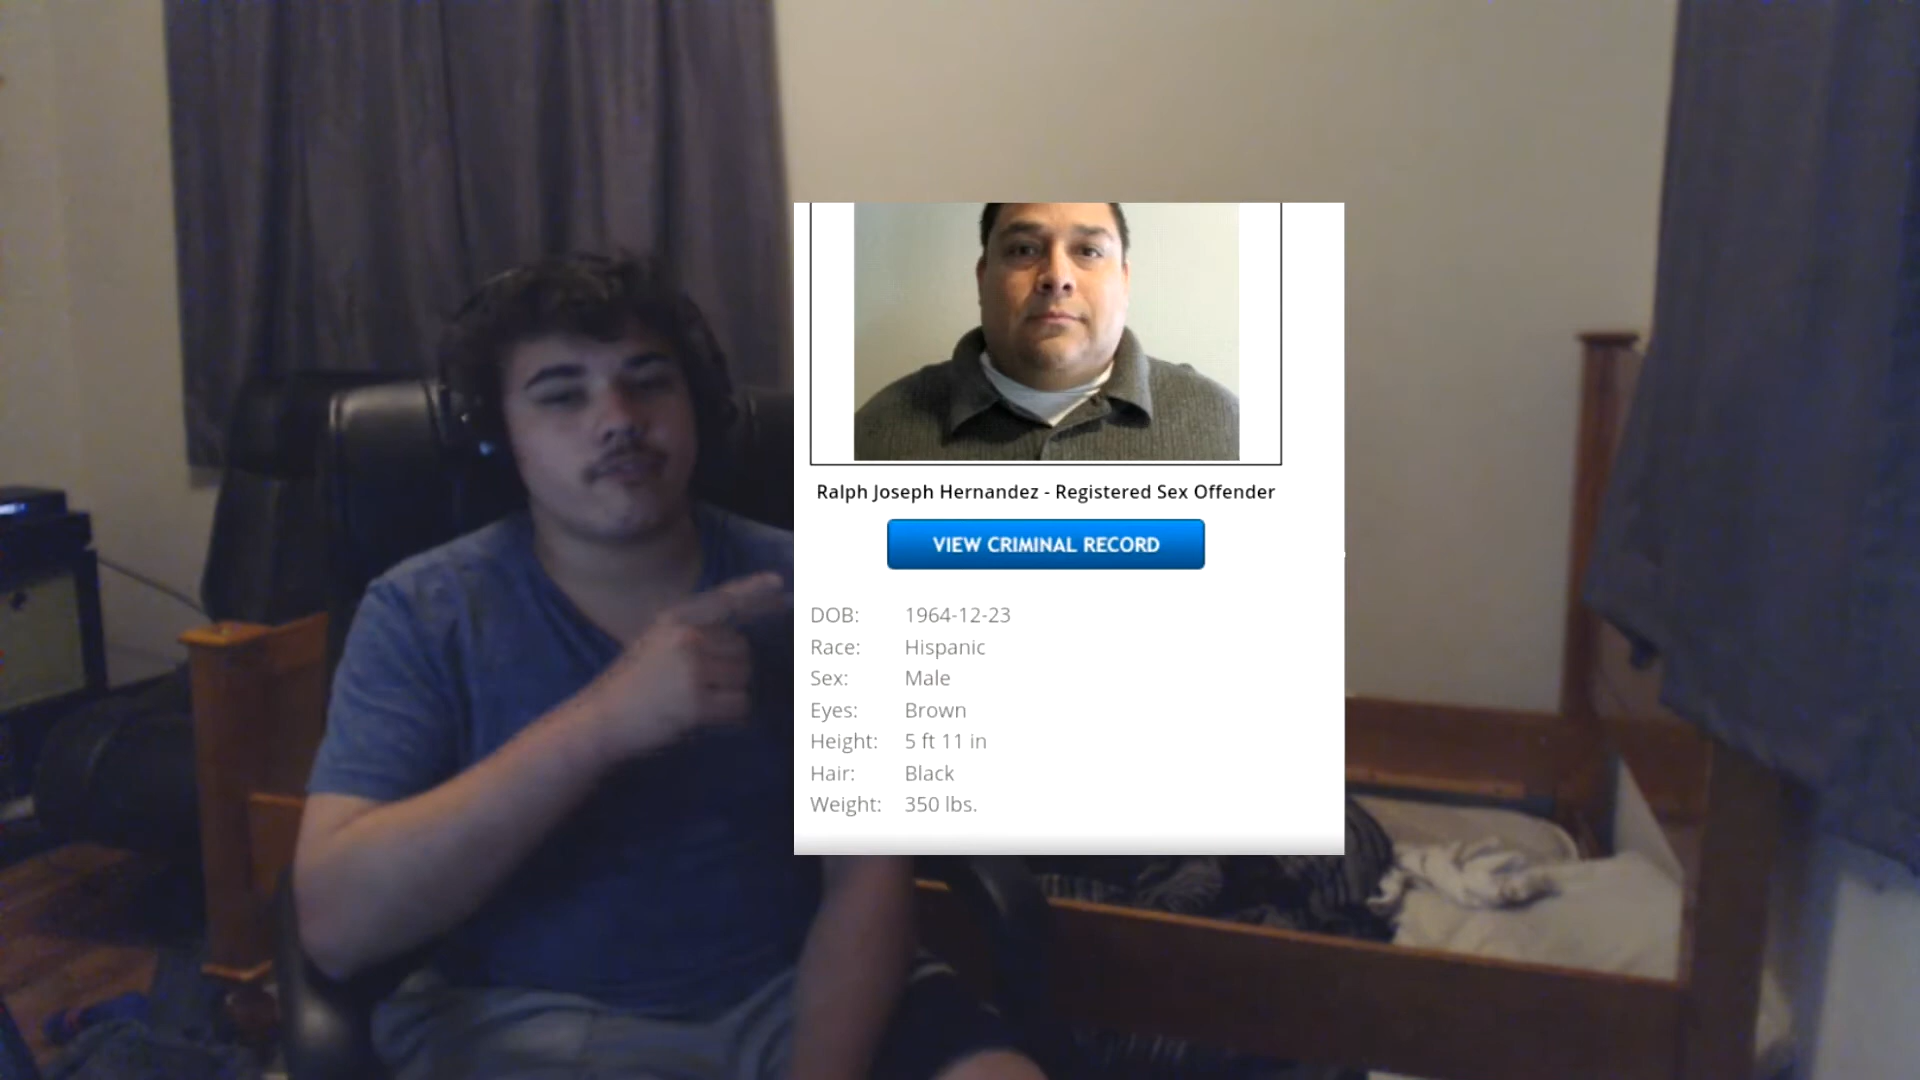 Ralph Joseph Hernandez - Registered Sex Offender
VIEW CRIMINAL RECORD
DOB: 1964-12-23
Race: Hispanic
Sex: Male
Eyes: Brown
Height: 5 ft 11 in
Hair: Black
Weight: 350 lbs.